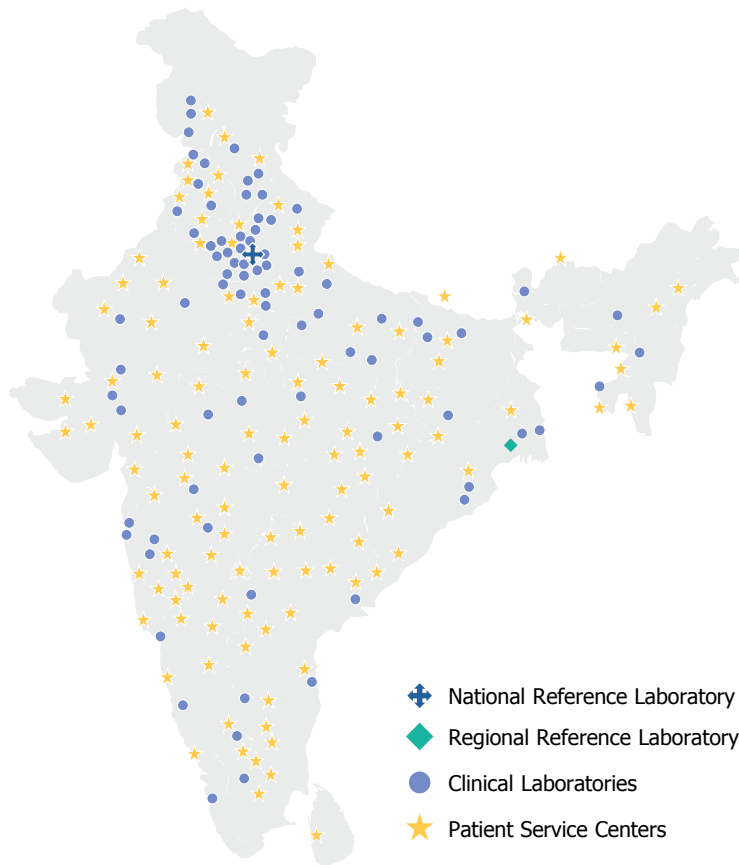 National Reference Laboratory
Regional Reference Laboratory
Clinical Laboratories
Patient Service Centers